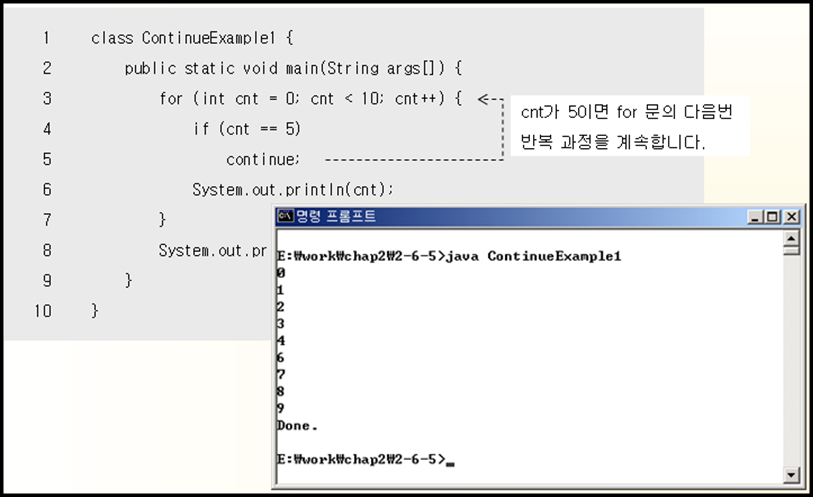 1 class ContinueExample1 {
2 public static void main(String args[]) {
3 for (int cnt = 0; cnt < 10; cnt++) {
4 if (cnt == 5)
5 continue;
6 System.out.println(cnt);
7 }
8 System.out.pr
9 }
10 }
cnt가 5이면 for 문의 다음번
반복 과정을 계속합니다.
명령 프롬프트
E:₩work₩chap2₩2-6-5>java ContinueExample1
0
1
2
3
4
6
7
8
9
Done.
E:₩work₩chap2₩2-6-5>_